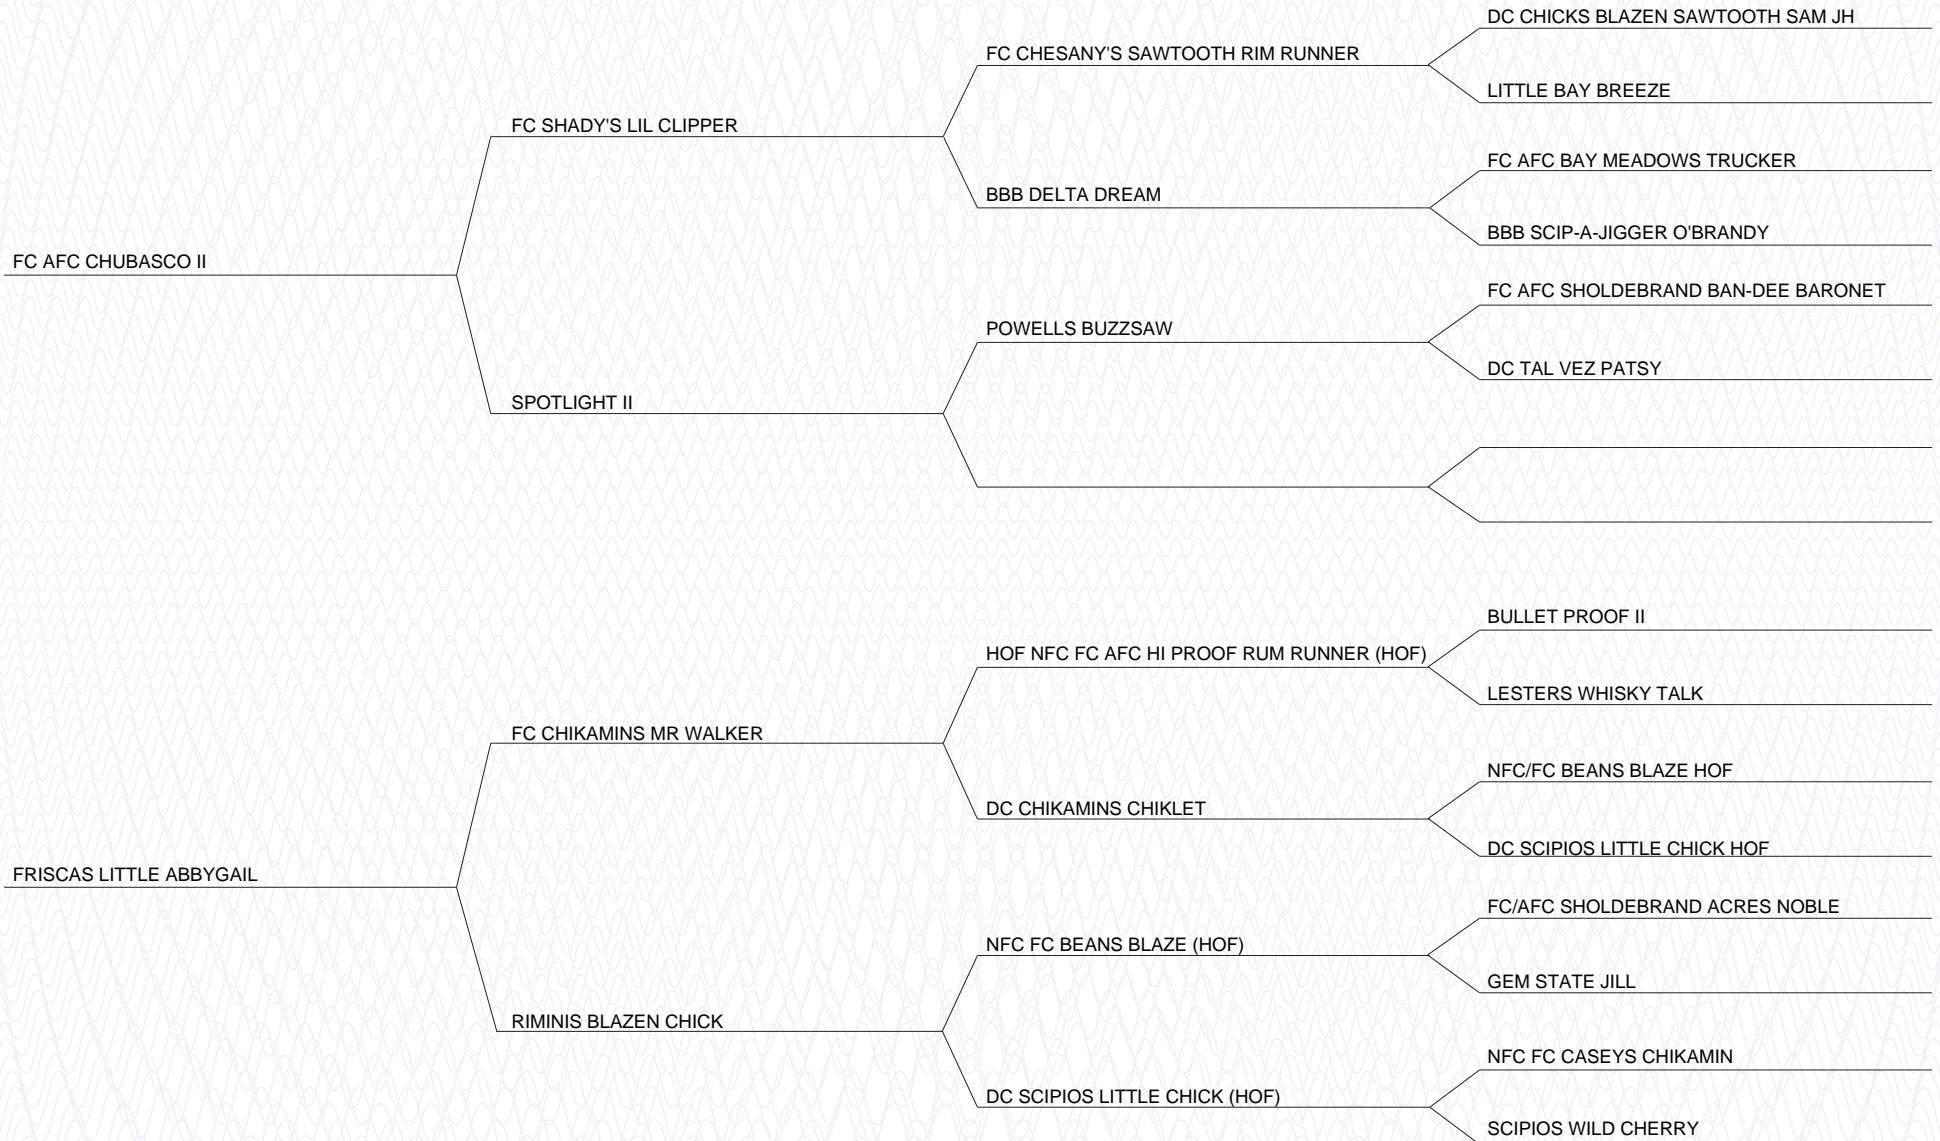 DC CHICKS BLAZEN SAWTOOTH SAM JH
FC CHESANY'S SAWTOOTH RIM RUNNER
LITTLE BAY BREEZE
FC SHADY'S LIL CLIPPER
FC AFC BAY MEADOWS TRUCKER
BBB DELTA DREAM
BBB SCIP-A-JIGGER O'BRANDY
FC AFC CHUBASCO II
FC AFC SHOLDEBRAND BAN-DEE BARONET
POWELLS BUZZSAW
DC TAL VEZ PATSY
SPOTLIGHT II
BULLET PROOF II
HOF NFC FC AFC HI PROOF RUM RUNNER (HOF)
LESTERS WHISKY TALK
FC CHIKAMINS MR WALKER
NFC/FC BEANS BLAZE HOF
DC CHIKAMINS CHIKLET
DC SCIPIOS LITTLE CHICK HOF
FRISCAS LITTLE ABBYGAIL
FC/AFC SHOLDEBRAND ACRES NOBLE
NFC FC BEANS BLAZE (HOF)
GEM STATE JILL
RIMINIS BLAZEN CHICK
NFC FC CASEYS CHIKAMIN
DC SCIPIOS LITTLE CHICK (HOF)
SCIPIOS WILD CHERRY